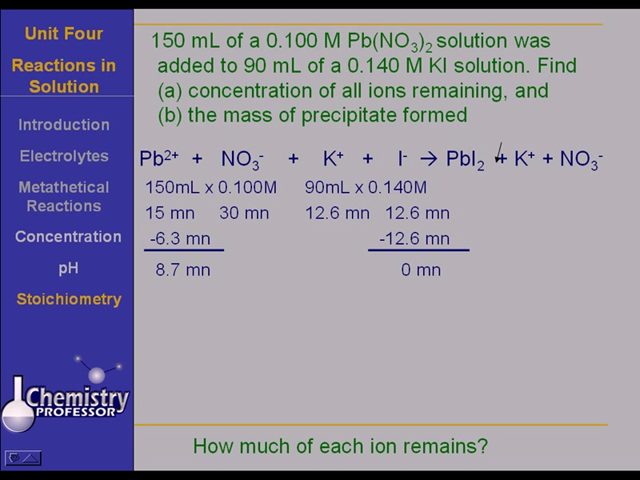 Unit Four
Reactions in
Solution
Introduction
Electrolytes
Metathetical
Reactions
Concentration
pH
Stoichiometry
Chemistry
PROFESSOR
150 mL of a 0.100 M Pb(NO₃)₂ solution was
added to 90 mL of a 0.140 M KI solution. Find
(a) concentration of all ions remaining, and
(b) the mass of precipitate formed
Pb²⁺ + NO₃⁻ + K⁺ + I⁻ → PbI₂ + K⁺ + NO₃⁻
150mL x 0.100M 90mL x 0.140M
15 mn 30 mn 12.6 mn 12.6 mn
-6.3 mn -12.6 mn
8.7 mn 0 mn
How much of each ion remains?